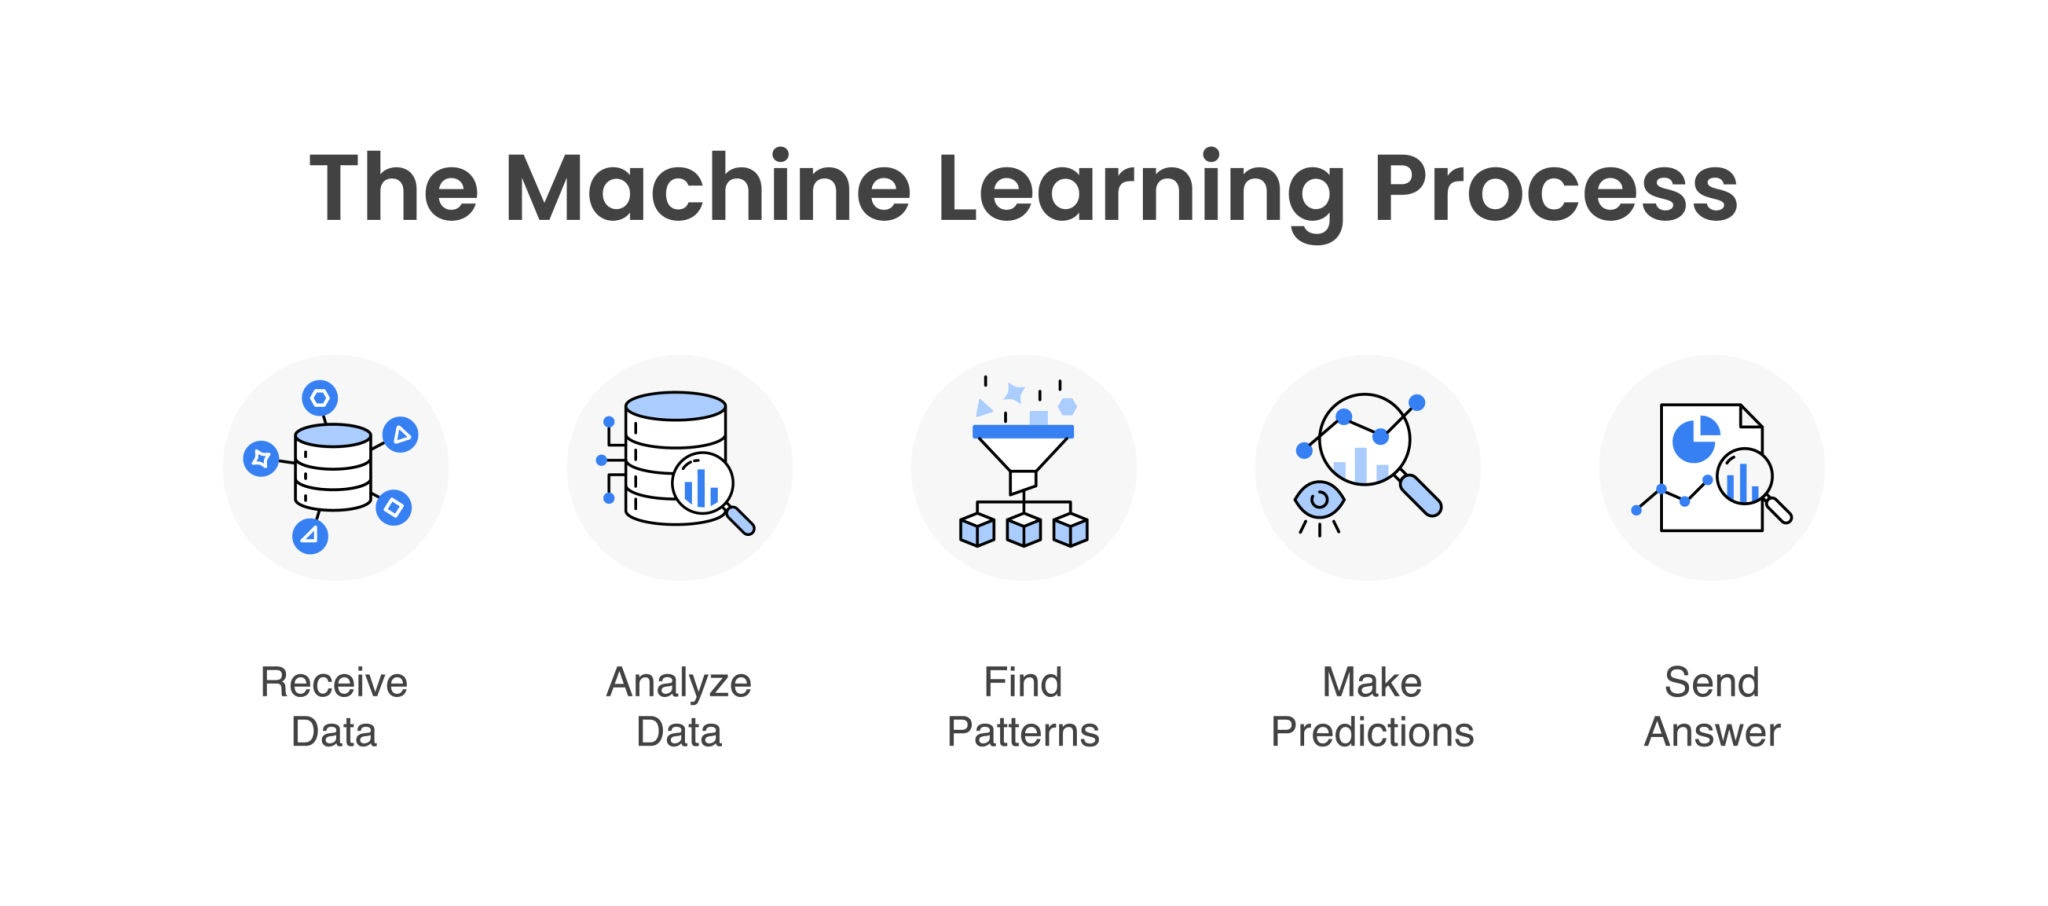 The Machine Learning Process
Receive
Data
Analyze
Data
Find
Patterns
Make
Predictions
Send
Answer